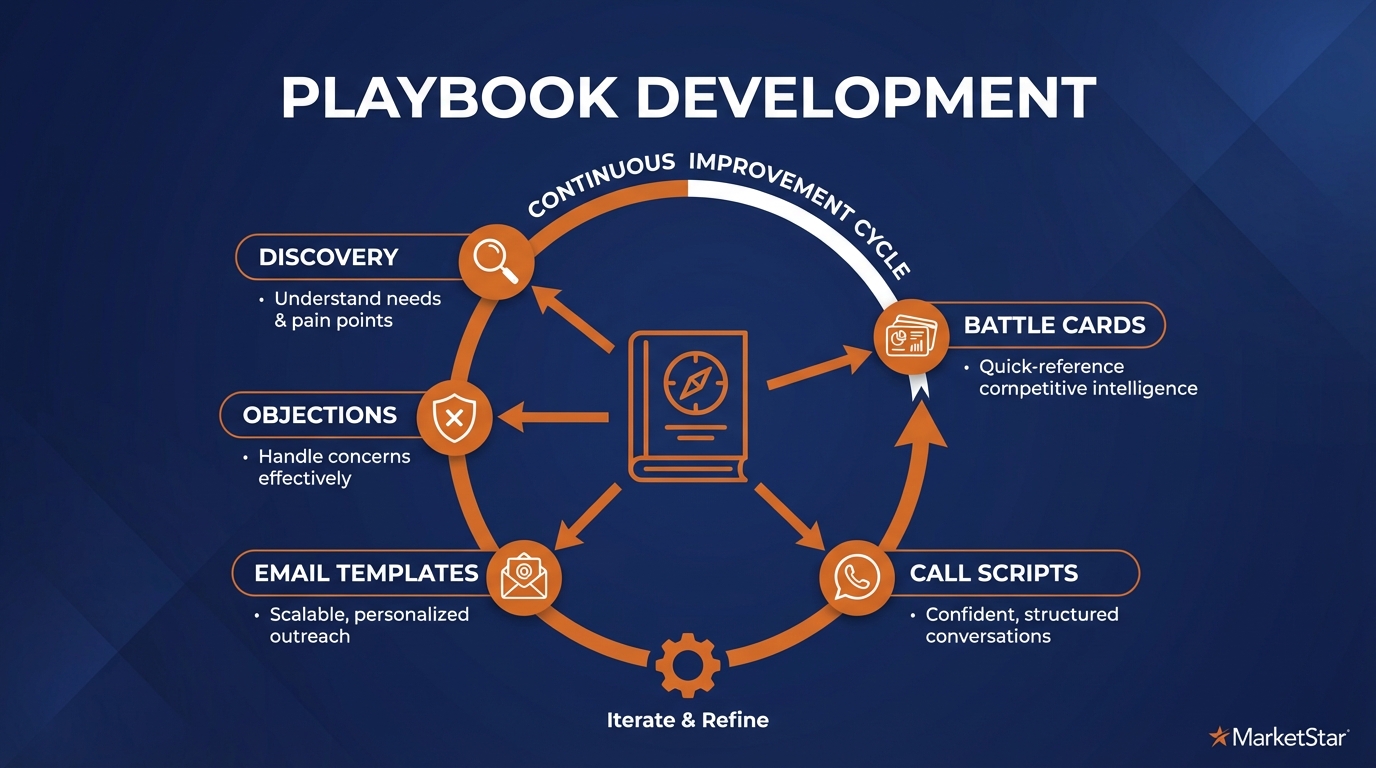 PLAYBOOK DEVELOPMENT
CONTINUOUS IMPROVEMENT CYCLE
DISCOVERY
• Understand needs
& pain points
OBJECTIONS
• Handle concerns
effectively
EMAIL TEMPLATES
• Scalable, personalized
outreach
BATTLE CARDS
• Quick-reference
competitive intelligence
CALL SCRIPTS
• Confident, structured
conversations
Iterate & Refine
MarketStar